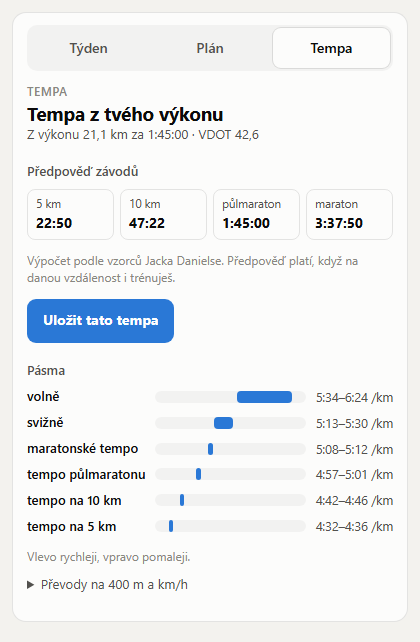 Týden Plán Tempa
TEMPA
Tempa z tvého výkonu
Z výkonu 21,1 km za 1:45:00 · VDOT 42,6
Předpověď závodů
5 km 10 km půlmaraton maraton
22:50 47:22 1:45:00 3:37:50
Výpočet podle vzorců Jacka Danielse. Předpověď platí, když na
danou vzdálenost i trénuješ.
Uložit tato tempa
Pásma
volně 5:34–6:24 /km
svižně 5:13–5:30 /km
maratonské tempo 5:08–5:12 /km
tempo půlmaratonu 4:57–5:01 /km
tempo na 10 km 4:42–4:46 /km
tempo na 5 km 4:32–4:36 /km
Vlevo rychleji, vpravo pomaleji.
▶ Převody na 400 m a km/h